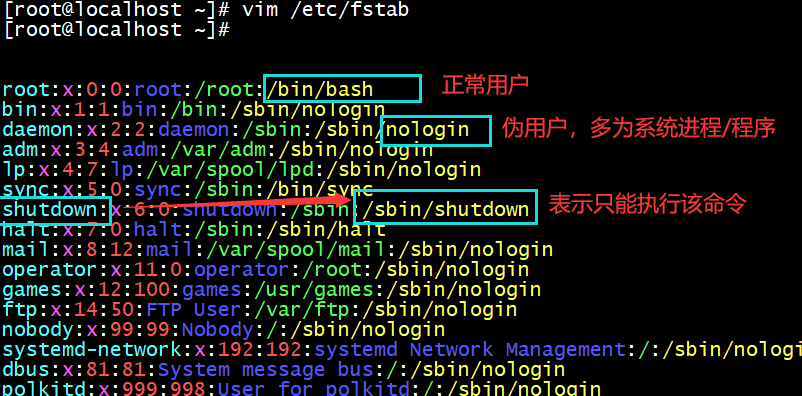 [root@localhost ~]# vim /etc/fstab
[root@localhost ~]#
root:x:0:0:root:/root:/bin/bash 正常用户
bin:x:1:1:bin:/bin:/sbin/nologin
daemon:x:2:2:daemon:/sbin:/sbin/nologin 伪用户，多为系统进程/程序
adm:x:3:4:adm:/var/adm:/sbin/nologin
lp:x:4:7:lp:/var/spool/lpd:/sbin/nologin
sync:x:5:0:sync:/sbin:/bin/sync
shutdown:x:6:0:shutdown:/sbin:/sbin/shutdown 表示只能执行该命令
halt:x:7:0:halt:/sbin:/sbin/halt
mail:x:8:12:mail:/var/spool/mail:/sbin/nologin
operator:x:11:0:operator:/root:/sbin/nologin
games:x:12:100:games:/usr/games:/sbin/nologin
ftp:x:14:50:FTP User:/var/ftp:/sbin/nologin
nobody:x:99:99:Nobody:/:/sbin/nologin
systemd-network:x:192:192:systemd Network Management:/:/sbin/nologi
dbus:x:81:81:System message bus:/:/sbin/nologin
polkitd:x:999:998:User for polkitd:/:/sbin/nologin